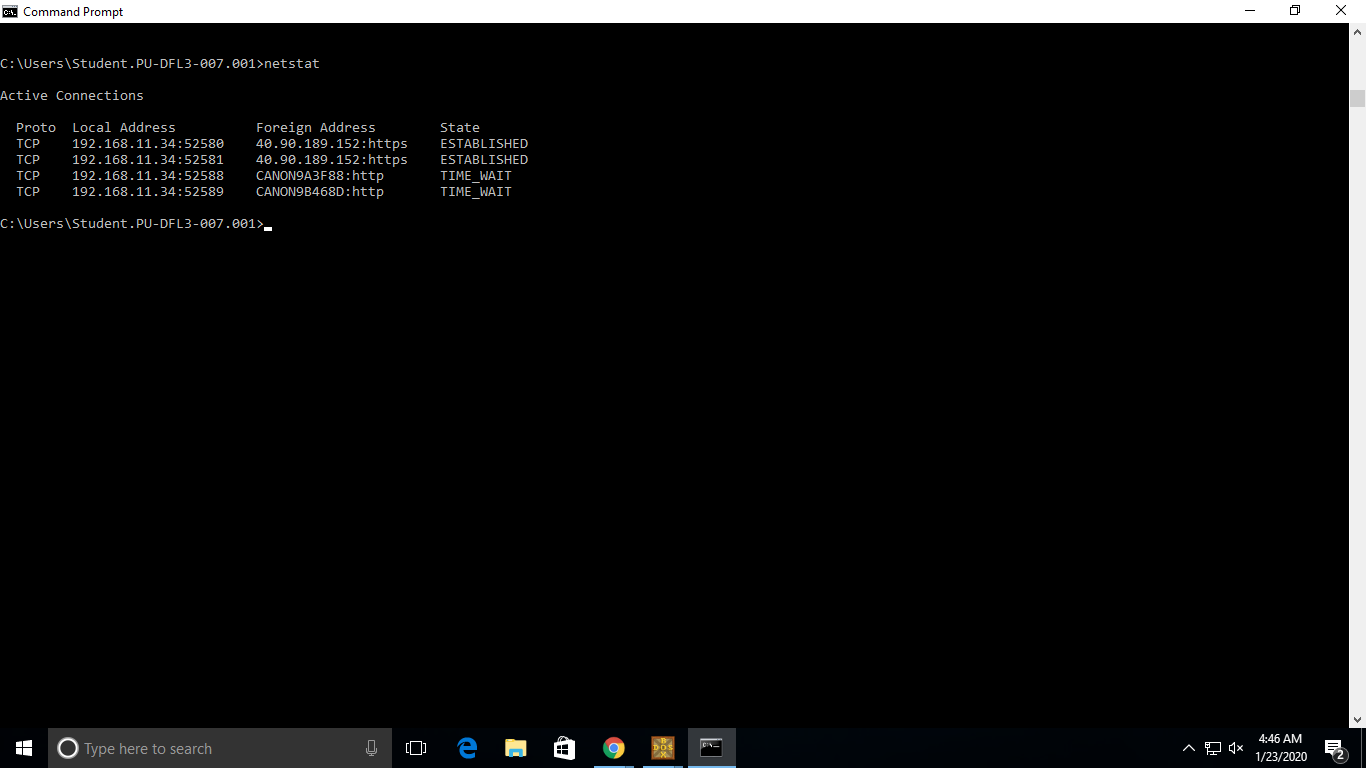 Command Prompt
C:\Users\Student.PU-DFL3-007.001>netstat
Active Connections
Proto Local Address Foreign Address State
TCP 192.168.11.34:52580 40.90.189.152:https ESTABLISHED
TCP 192.168.11.34:52581 40.90.189.152:https ESTABLISHED
TCP 192.168.11.34:52588 CANON9A3F88:http TIME_WAIT
TCP 192.168.11.34:52589 CANON9B468D:http TIME_WAIT
C:\Users\Student.PU-DFL3-007.001>
Type here to search
4:46 AM
1/23/2020
2